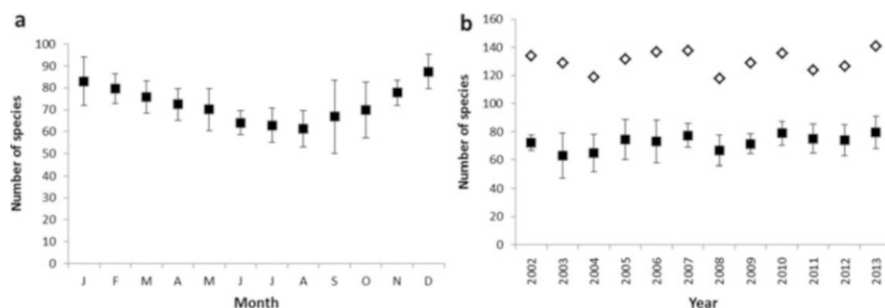 a
Number of species
100
90
80
70
60
50
40
30
20
10
0
J F M A M J J A S O N D
Month
b
Number of species
160
140
120
100
80
60
40
20
0
2002 2003 2004 2005 2006 2007 2008 2009 2010 2011 2012 2013
Year